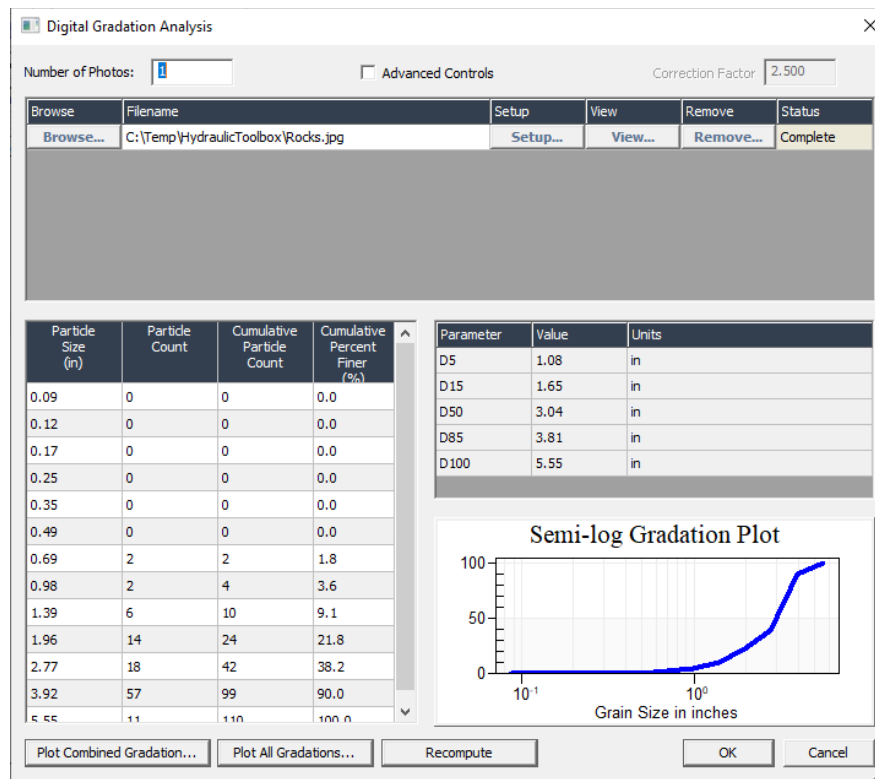 Digital Gradation Analysis
Number of Photos: 1 Advanced Controls Correction Factor 2.500
Browse Filename Setup View Remove Status
Browse... C:\Temp\HydraulicToolbox\Rocks.jpg Setup... View... Remove... Complete
Particle Size (in) Particle Count Cumulative Particle Count Cumulative Percent Finer (%)
0.09 0 0 0.0
0.12 0 0 0.0
0.17 0 0 0.0
0.25 0 0 0.0
0.35 0 0 0.0
0.49 0 0 0.0
0.69 2 2 1.8
0.98 2 4 3.6
1.39 6 10 9.1
1.96 14 24 21.8
2.77 18 42 38.2
3.92 57 99 90.0
5.55 11 110 100.0
Parameter Value Units
D5 1.08 in
D15 1.65 in
D50 3.04 in
D85 3.81 in
D100 5.55 in
Semi-log Gradation Plot
100
50
0
10⁻¹ 10⁰
Grain Size in inches
Plot Combined Gradation... Plot All Gradations... Recompute OK Cancel